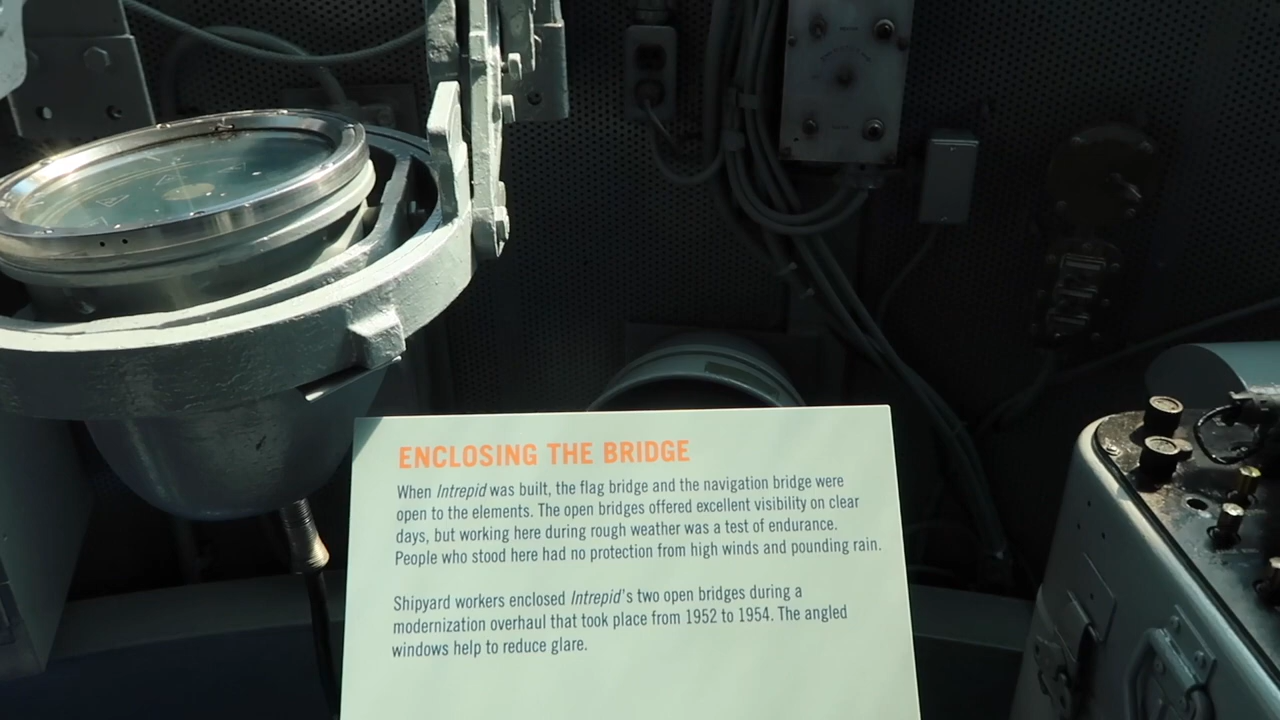 ENCLOSING THE BRIDGE
When Intrepid was built, the flag bridge and the navigation bridge were
open to the elements. The open bridges offered excellent visibility on clear
days, but working here during rough weather was a test of endurance.
People who stood here had no protection from high winds and pounding rain.
Shipyard workers enclosed Intrepid's two open bridges during a
modernization overhaul that took place from 1952 to 1954. The angled
windows help to reduce glare.